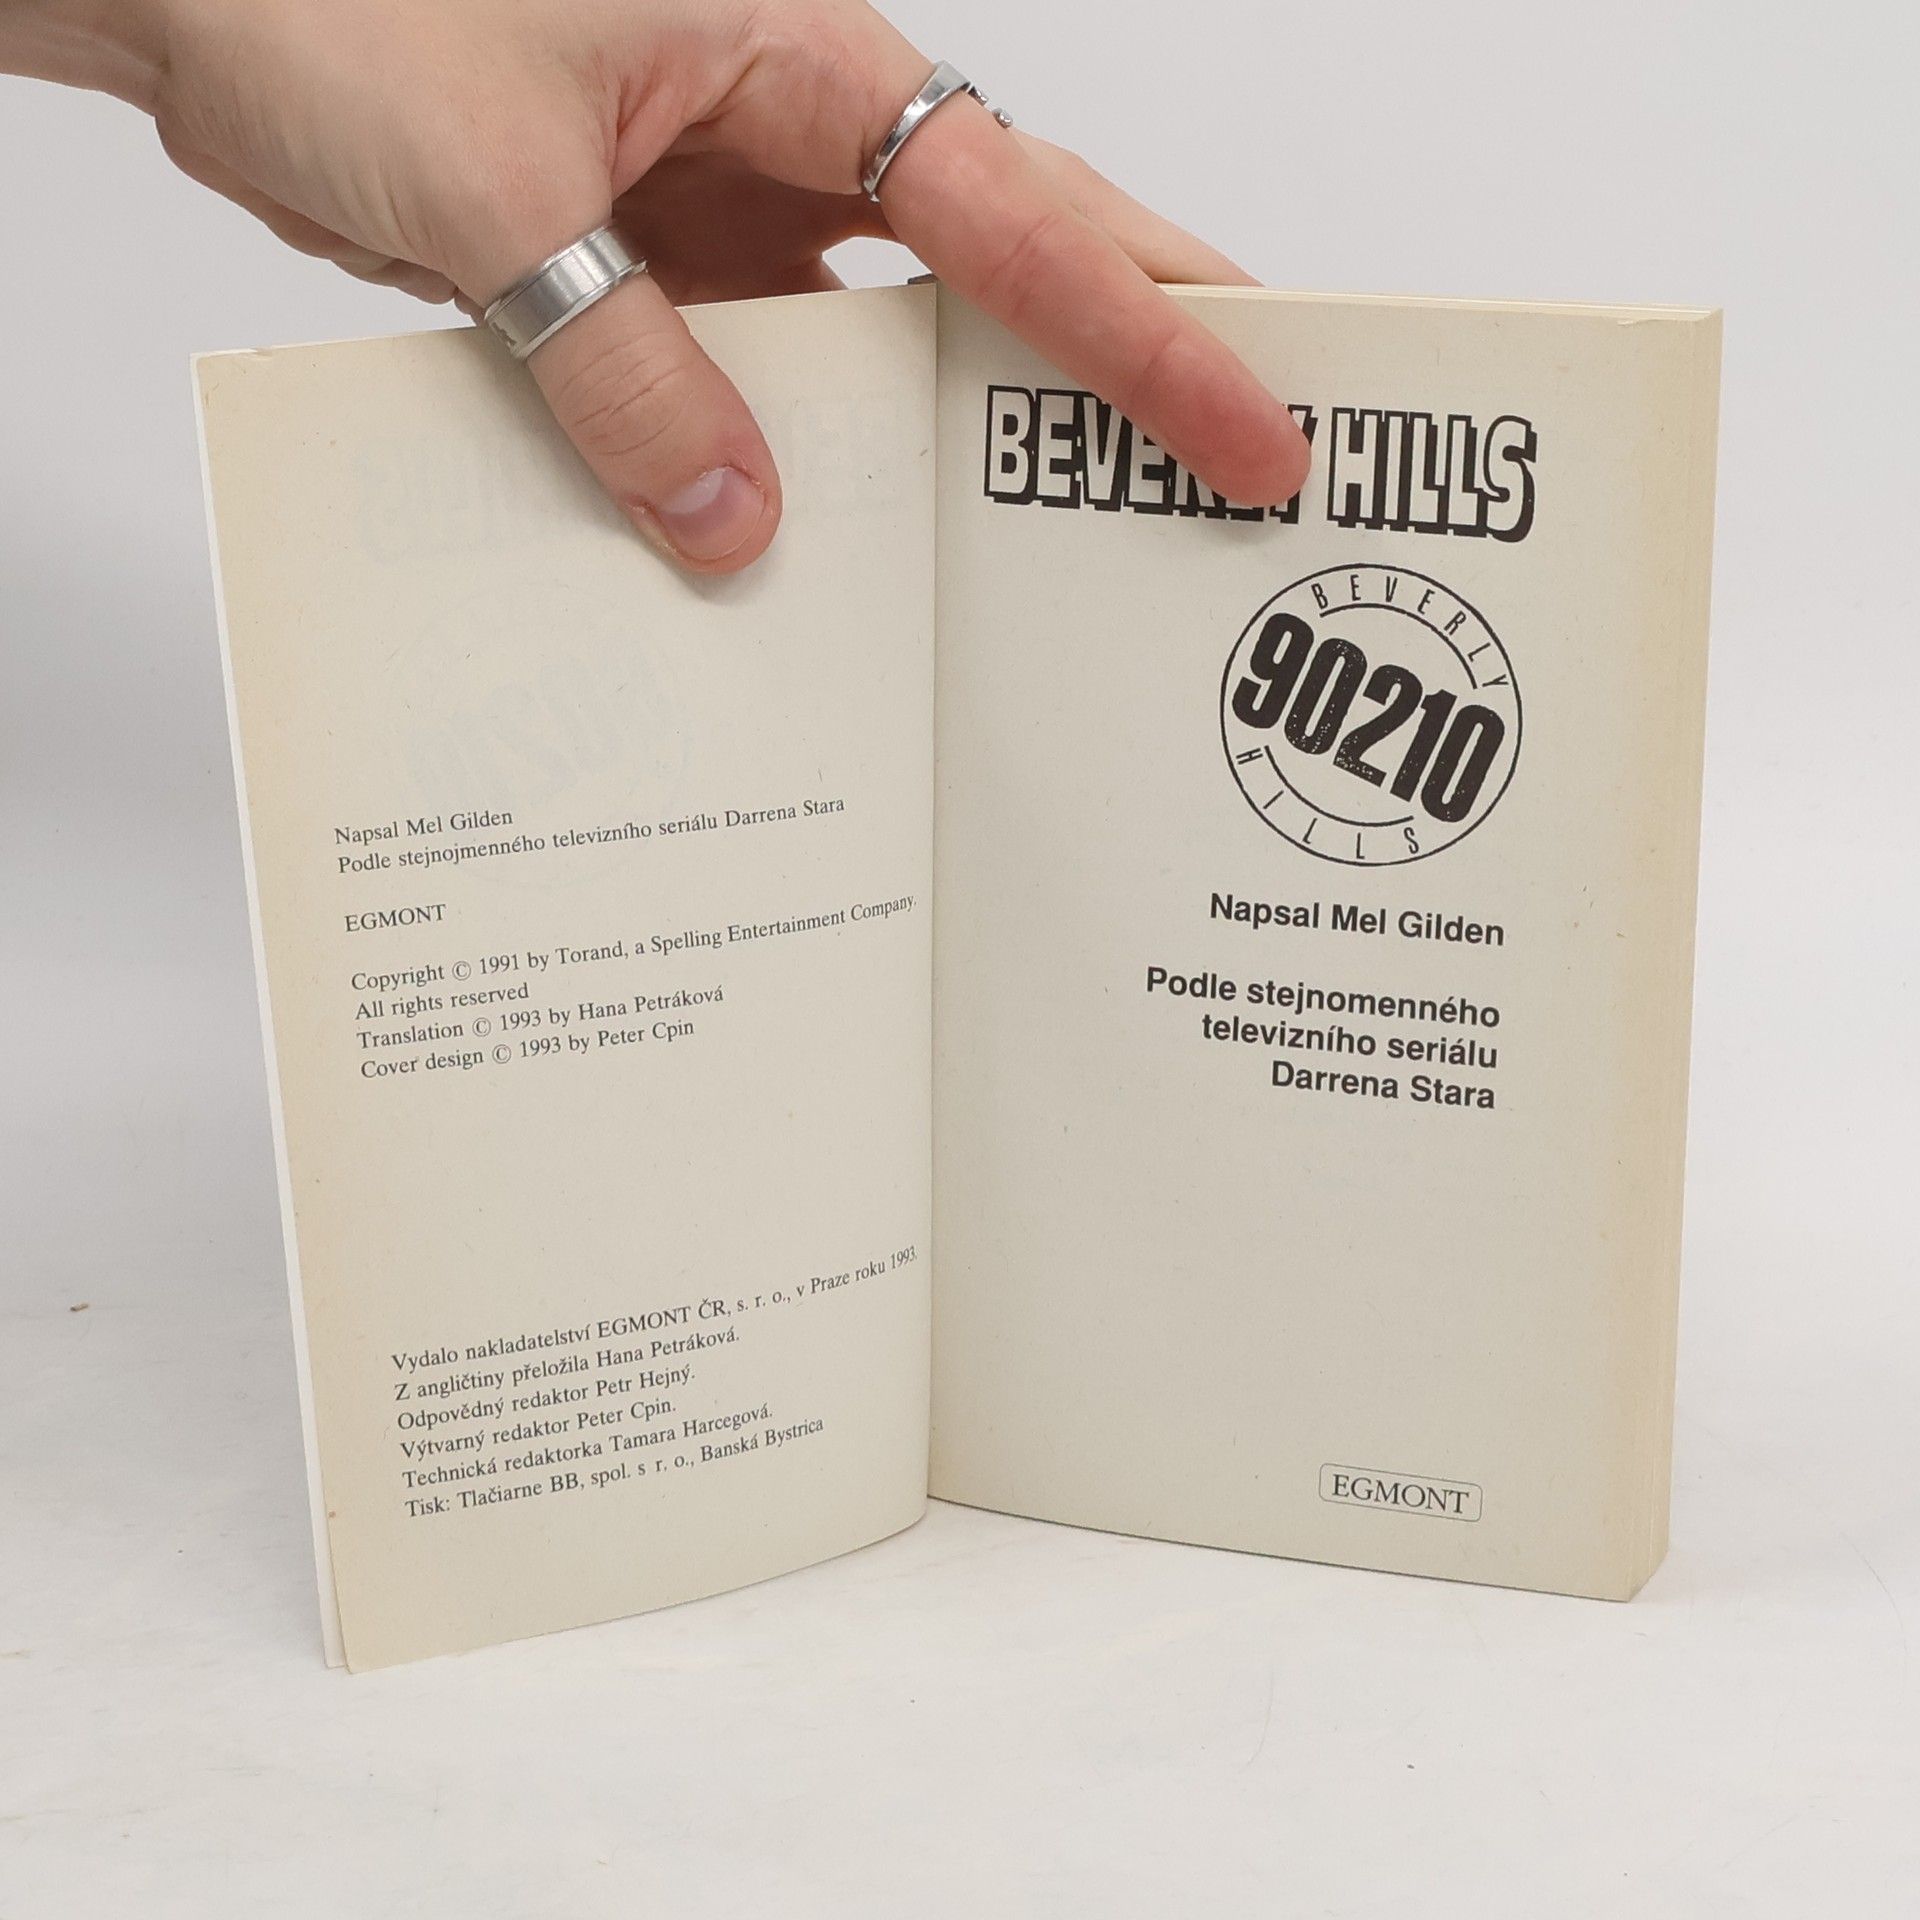 Napsal Mel Gilden
Podle stejnojmenného televizního seriálu Darrena Stara
EGMONT
Copyright © 1991 by Torand, a Spelling Entertainment Company.
All rights reserved
Translation © 1993 by Hana Petráková
Cover design © 1993 by Peter Cpin
Vydalo nakladatelství EGMONT ČR, s. r. o., v Praze roku 1993.
Z angličtiny přeložila Hana Petráková.
Odpovědný redaktor Petr Hejný.
Výtvarný redaktor Peter Cpin.
Technická redaktorka Tamara Harcegová.
Tisk: Tlačiarne BB, spol. s r. o., Banská Bystrica
BEVERLY HILLS
BEVERLY
90210
HILLS
Napsal Mel Gilden
Podle stejnomenného
televizního seriálu
Darrena Stara
EGMONT